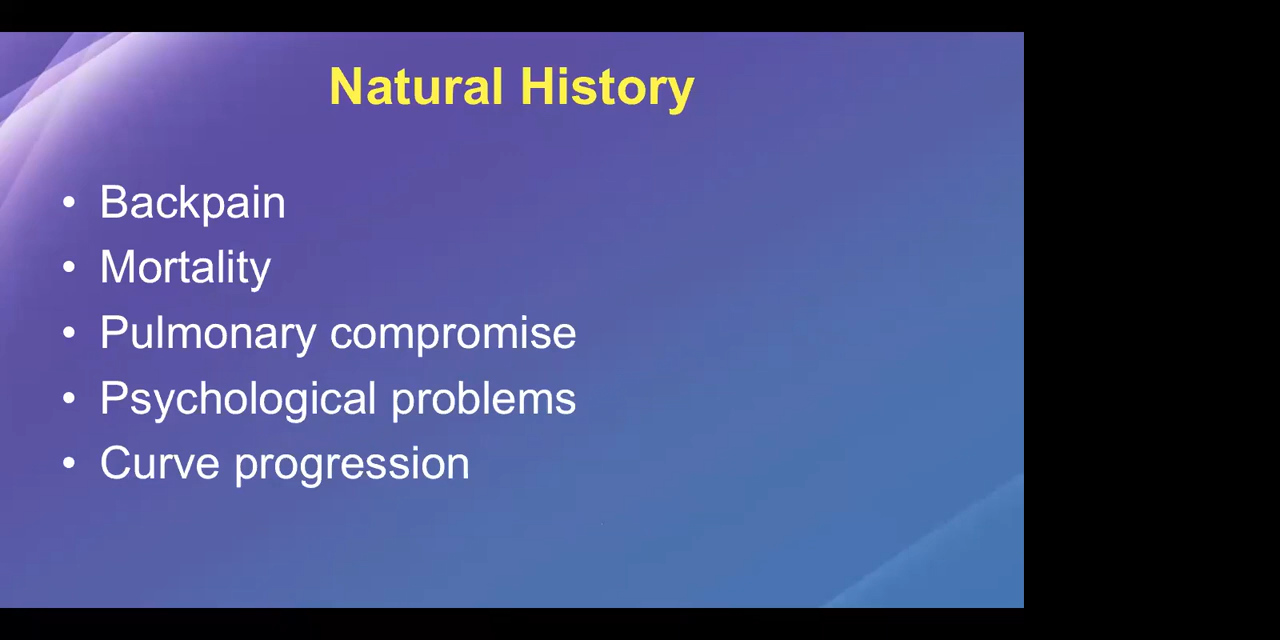 Natural History
• Backpain
• Mortality
• Pulmonary compromise
• Psychological problems
• Curve progression